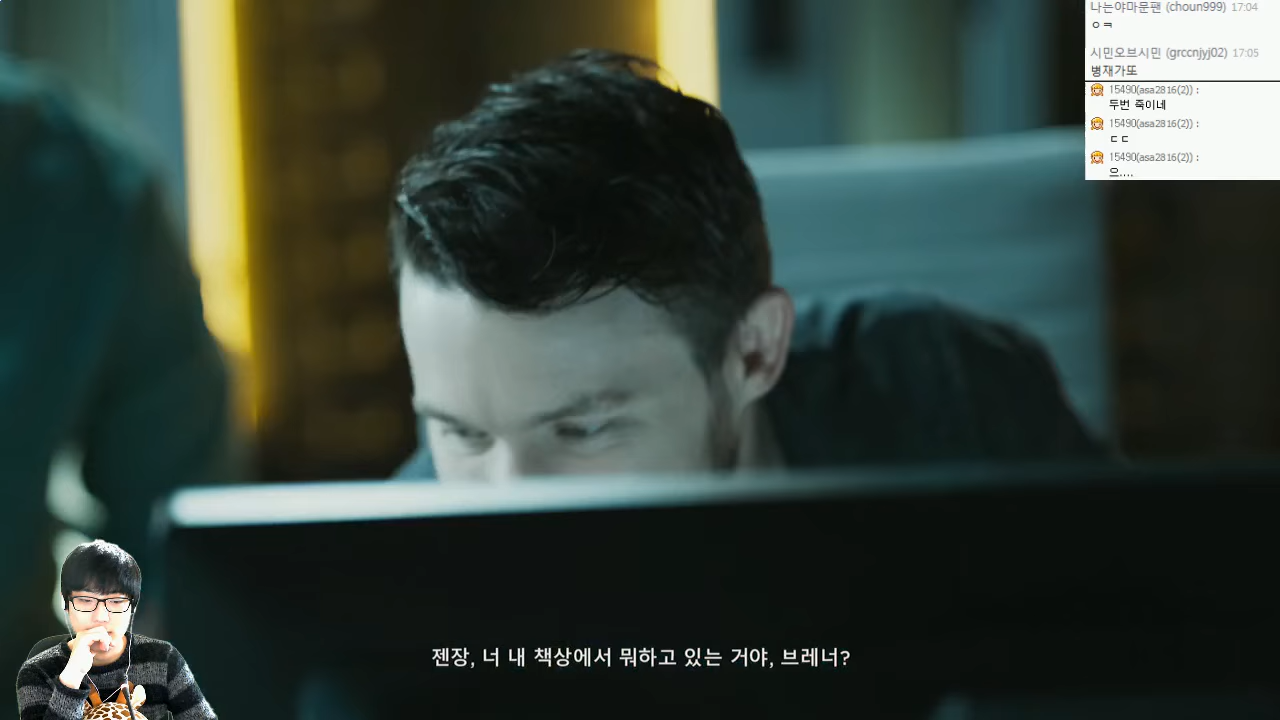 나는야마문팬 (choun999) 17:04
ㅇㅋ
시민오브시민 (grccnjyj02) 17:05
병재가또
15490(asa2816(2)) :
두번 죽이네
15490(asa2816(2)) :
ㄷㄷ
15490(asa2816(2)) :
으....
젠장, 너 내 책상에서 뭐하고 있는 거야, 브레너?